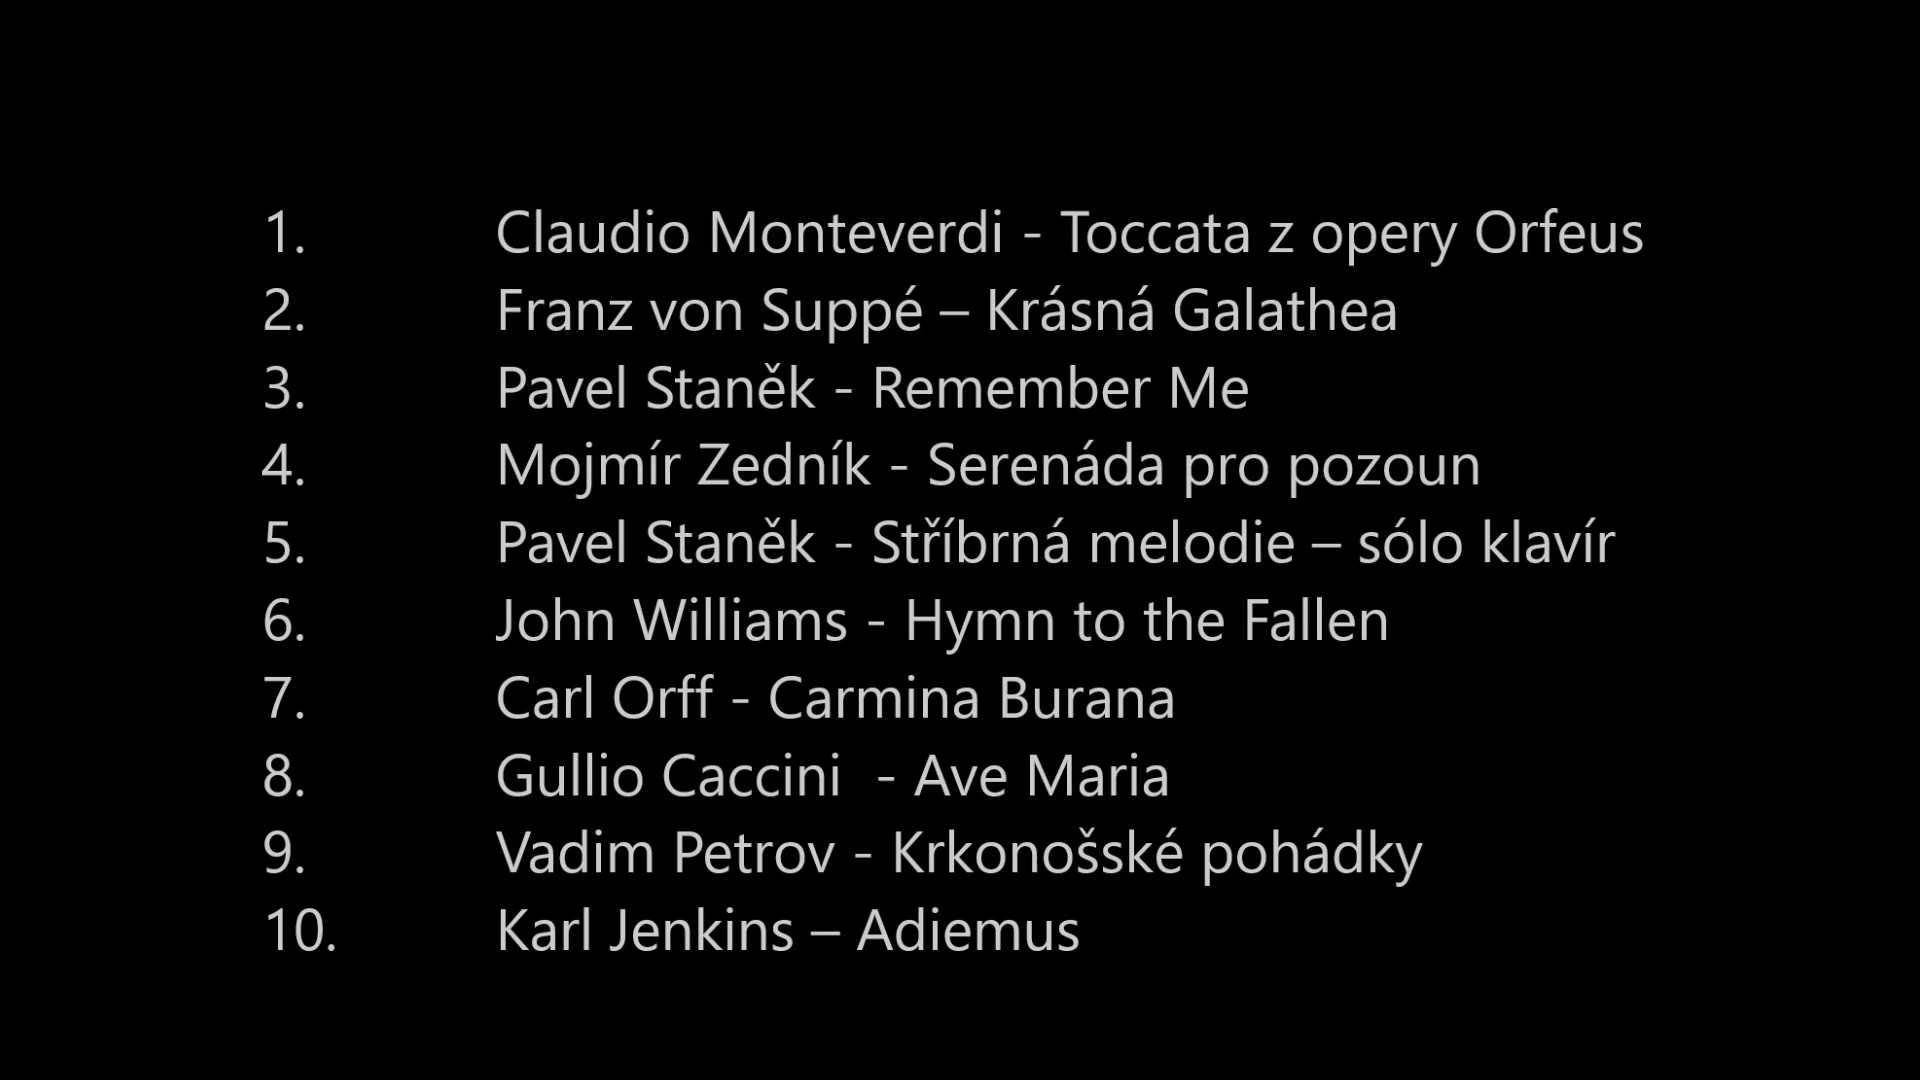 1. Claudio Monteverdi - Toccata z opery Orfeus
2. Franz von Suppé – Krásná Galathea
3. Pavel Staněk - Remember Me
4. Mojmír Zedník - Serenáda pro pozoun
5. Pavel Staněk - Stříbrná melodie – sólo klavír
6. John Williams - Hymn to the Fallen
7. Carl Orff - Carmina Burana
8. Gullio Caccini  - Ave Maria
9. Vadim Petrov - Krkonošské pohádky
10. Karl Jenkins – Adiemus